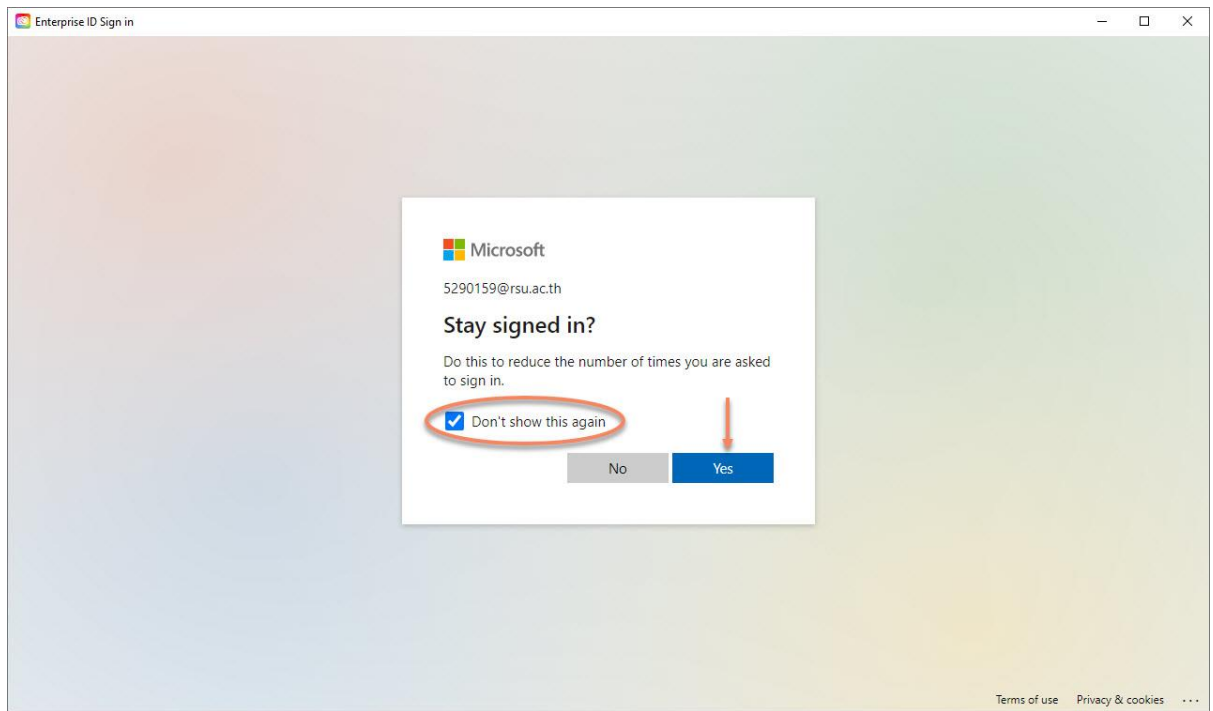 Enterprise ID Sign in
Microsoft
5290159@rsu.ac.th
Stay signed in?
Do this to reduce the number of times you are asked
to sign in.
Don't show this again
No Yes
Terms of use Privacy & cookies ...